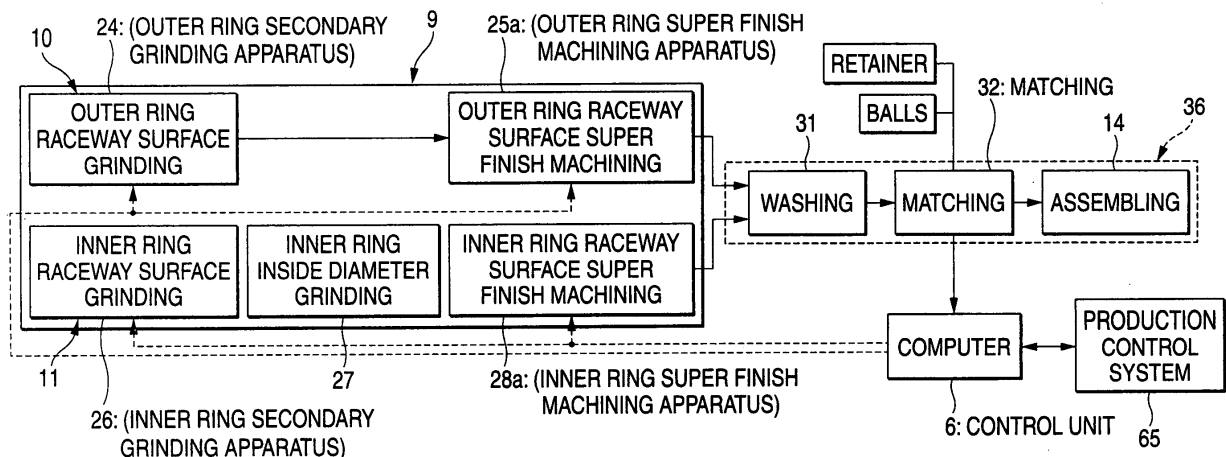 24: (OUTER RING SECONDARY
GRINDING APPARATUS)
9
25a: (OUTER RING SUPER FINISH
MACHINING APPARATUS)
10
OUTER RING
RACEWAY SURFACE
GRINDING
OUTER RING RACEWAY
SURFACE SUPER
FINISH MACHINING
RETAINER
BALLS
32: MATCHING
31
14
36
WASHING
MATCHING
ASSEMBLING
INNER RING
RACEWAY SURFACE
GRINDING
INNER RING
INSIDE DIAMETER
GRINDING
INNER RING RACEWAY
SURFACE SUPER
FINISH MACHINING
COMPUTER
PRODUCTION
CONTROL
SYSTEM
11
26: (INNER RING SECONDARY
GRINDING APPARATUS)
27
28a: (INNER RING SUPER FINISH
MACHINING APPARATUS)
6: CONTROL UNIT
65